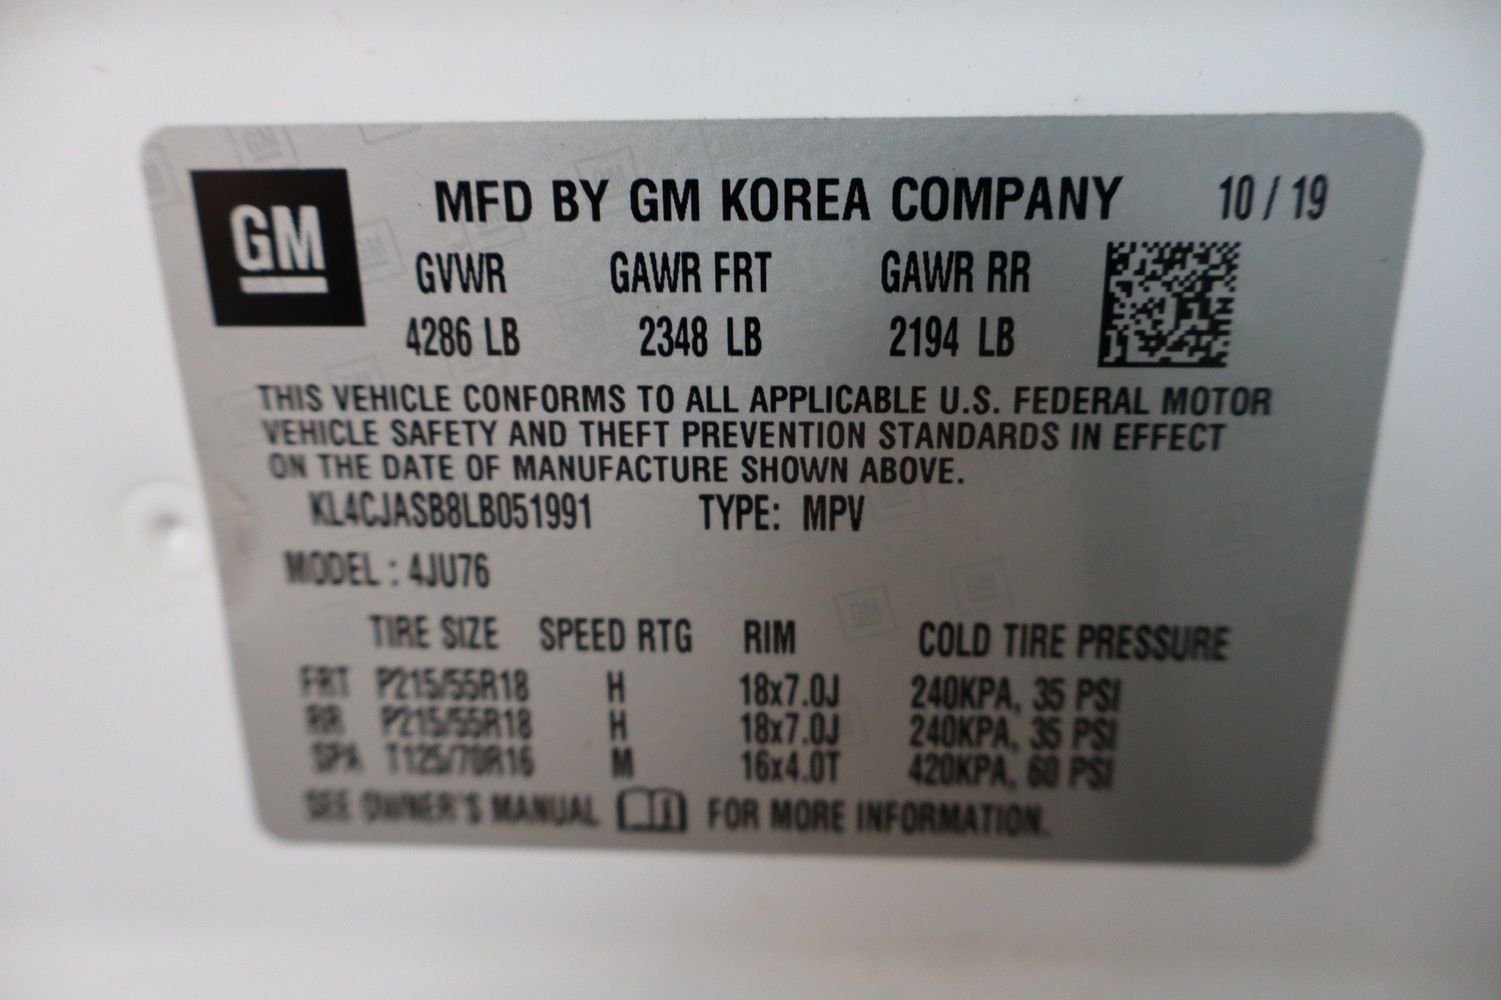 GM
MFD BY GM KOREA COMPANY 10 / 19
GVWR GAWR FRT GAWR RR
4286 LB 2348 LB 2194 LB
THIS VEHICLE CONFORMS TO ALL APPLICABLE U.S. FEDERAL MOTOR
VEHICLE SAFETY AND THEFT PREVENTION STANDARDS IN EFFECT
ON THE DATE OF MANUFACTURE SHOWN ABOVE.
KL4CJASB8LB051991 TYPE: MPV
MODEL : 4JU76
TIRE SIZE SPEED RTG RIM COLD TIRE PRESSURE
FRT P215/55R18 H 18x7.0J 240KPA, 35 PSI
RR P215/55R18 H 18x7.0J 240KPA, 35 PSI
SPA T125/70R16 M 16x4.0T 420KPA, 60 PSI
SEE OWNER'S MANUAL FOR MORE INFORMATION.